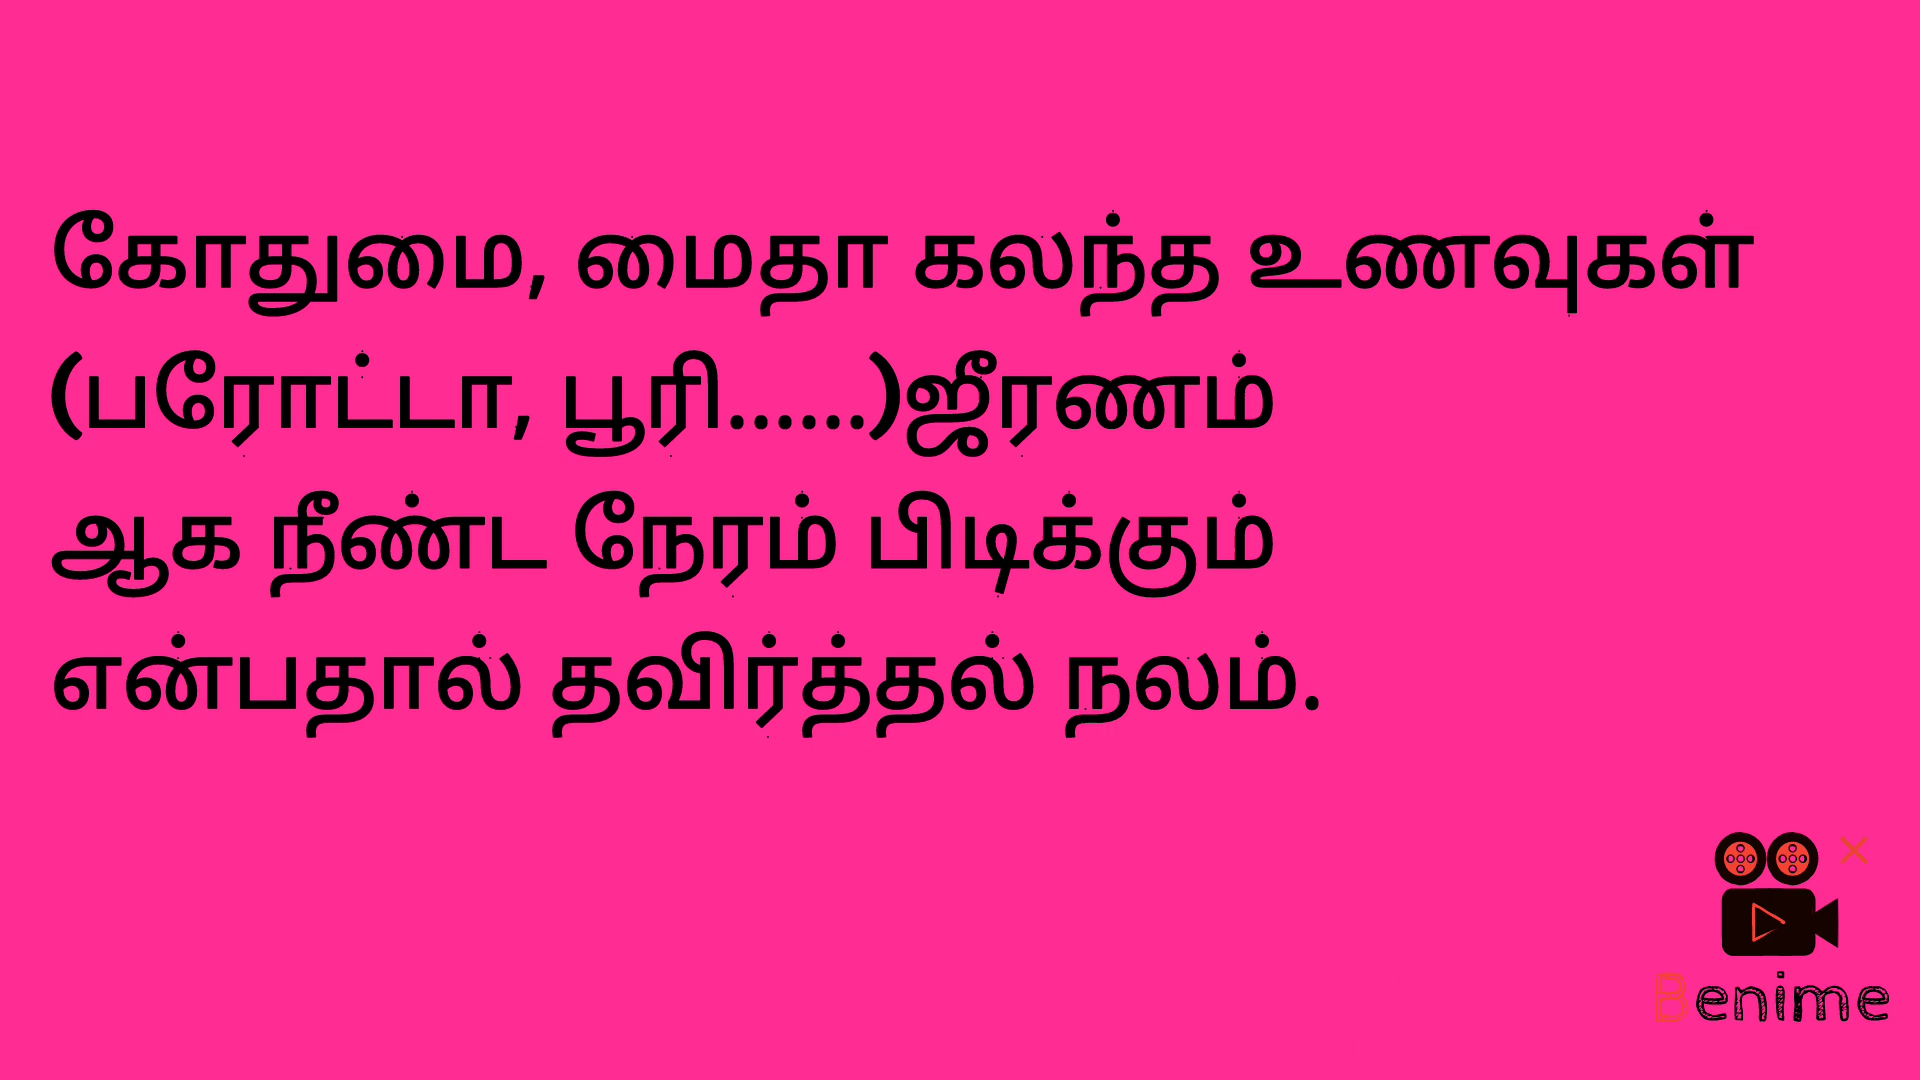 கோதுமை, மைதா கலந்த உணவுகள்
(பரோட்டா, பூரி......)ஜீரணம்
ஆக நீண்ட நேரம் பிடிக்கும்
என்பதால் தவிர்த்தல் நலம்.
Benime